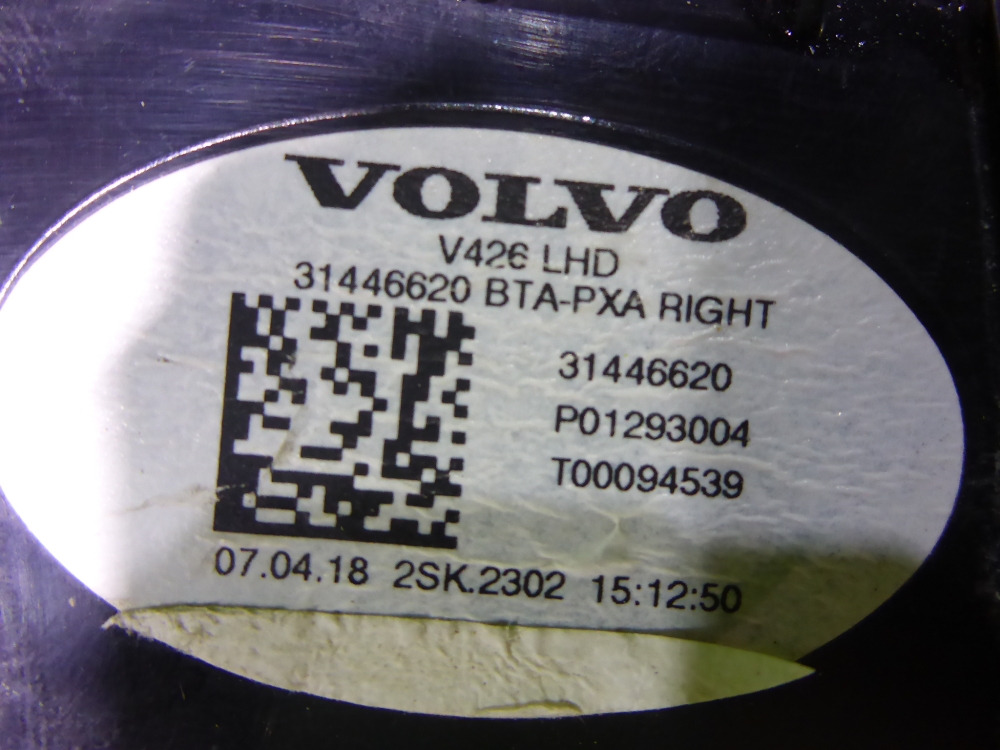 VOLVO
V426 LHD
31446620 BTA-PXA RIGHT
31446620
P01293004
T00094539
07.04.18 2SK.2302 15:12:50